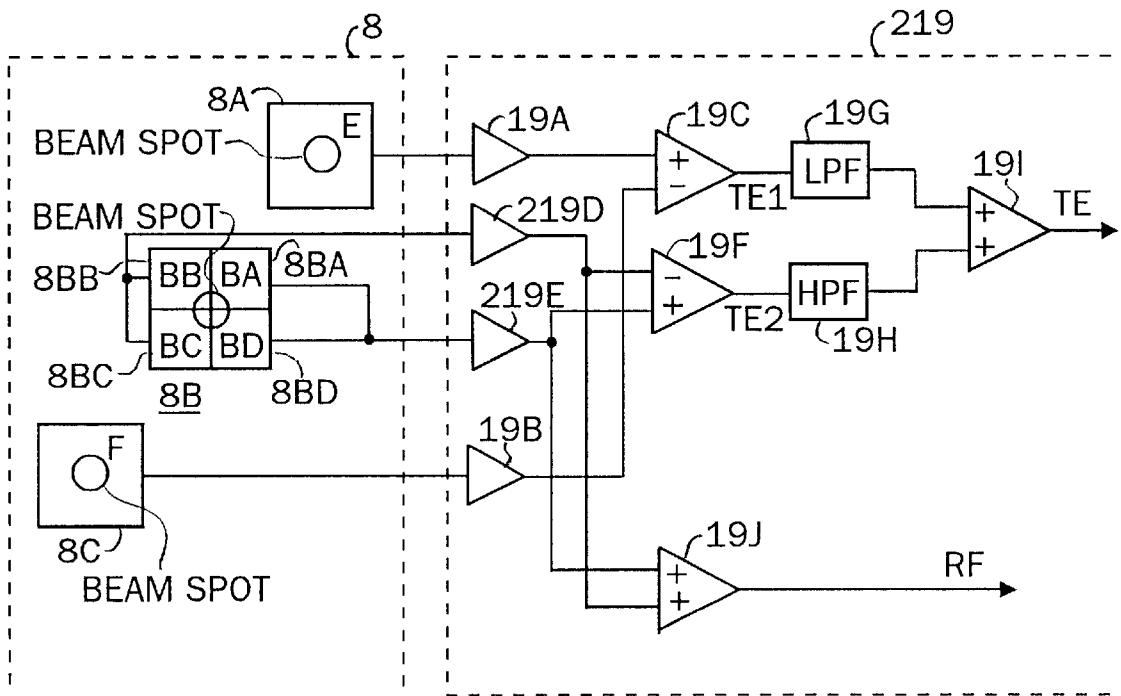 8
219
8A
E
BEAM SPOT
19A
19C
19G
+
−
TE1
LPF
19I
TE
+
+
BEAM SPOT
219D
8BB
BB
BA
8BA
19F
−
+
TE2
HPF
19H
219E
BC
BD
8BC
8BD
8B
19B
F
8C
BEAM SPOT
19J
+
+
RF